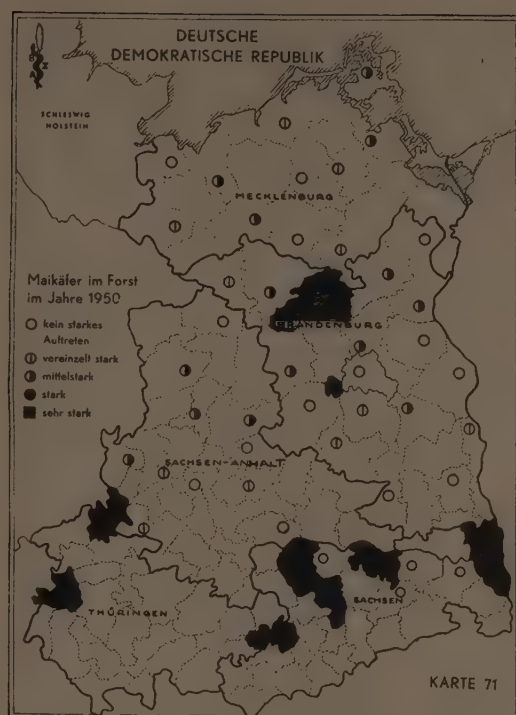 DEUTSCHE
DEMOKRATISCHE REPUBLIK
SCHLESWIG
HOLSTEIN
MECKLENBURG
Maikäfer im Forst
im Jahre 1950
kein starkes
Auftreten
vereinzelt stark
mittelstark
stark
sehr stark
BRANDENBURG
SACHSEN-ANHALT
THÜRINGEN
SACHSEN
KARTE 71